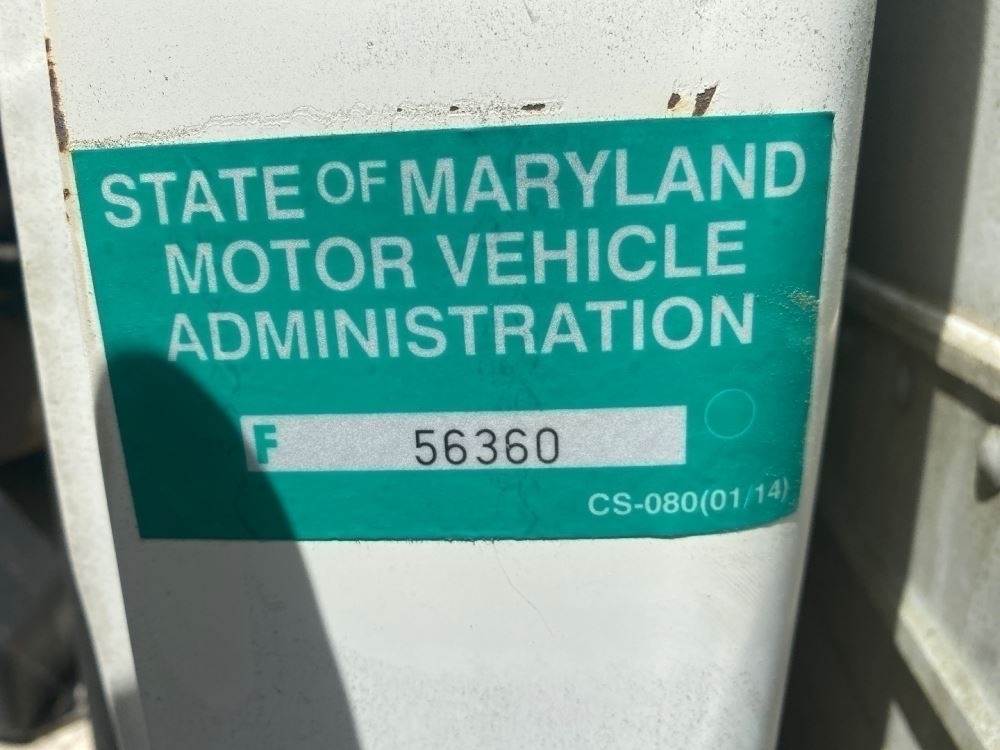 STATE OF MARYLAND
MOTOR VEHICLE
ADMINISTRATION
F 56360
CS-080(01/14)